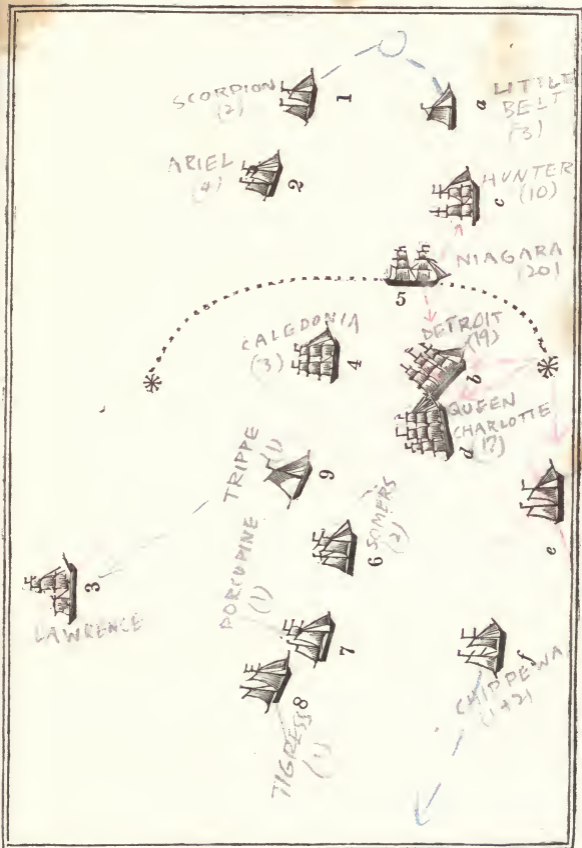 SCORPION
(2)
1
a
LITTLE
BELT
(3)
ARIEL
(4)
2
c
HUNTER
(10)
5
NIAGARA
(20)
CALEDONIA
(3)
4
DETROIT
(19)
b
QUEEN
CHARLOTTE
(17)
d
TRIPPE
(1)
9
3
LAWRENCE
PORCUPINE
(1)
6
SOMERS
(2)
e
7
8
TIGRESS
(1)
f
CHIPPEWA
(1+2)